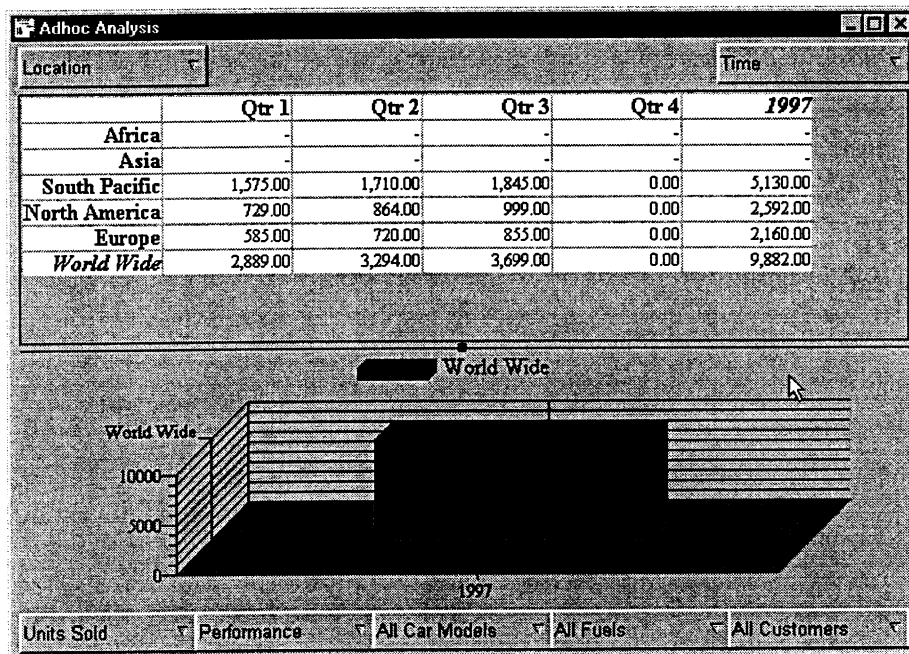 Adhoc Analysis
Location Time
Qtr 1 Qtr 2 Qtr 3 Qtr 4 1997
Africa - - - - -
Asia - - - - -
South Pacific 1,575.00 1,710.00 1,845.00 0.00 5,130.00
North America 729.00 864.00 999.00 0.00 2,592.00
Europe 585.00 720.00 855.00 0.00 2,160.00
World Wide 2,889.00 3,294.00 3,699.00 0.00 9,882.00
World Wide
World Wide
10000
5000
0
1997
Units Sold Performance All Car Models All Fuels All Customers